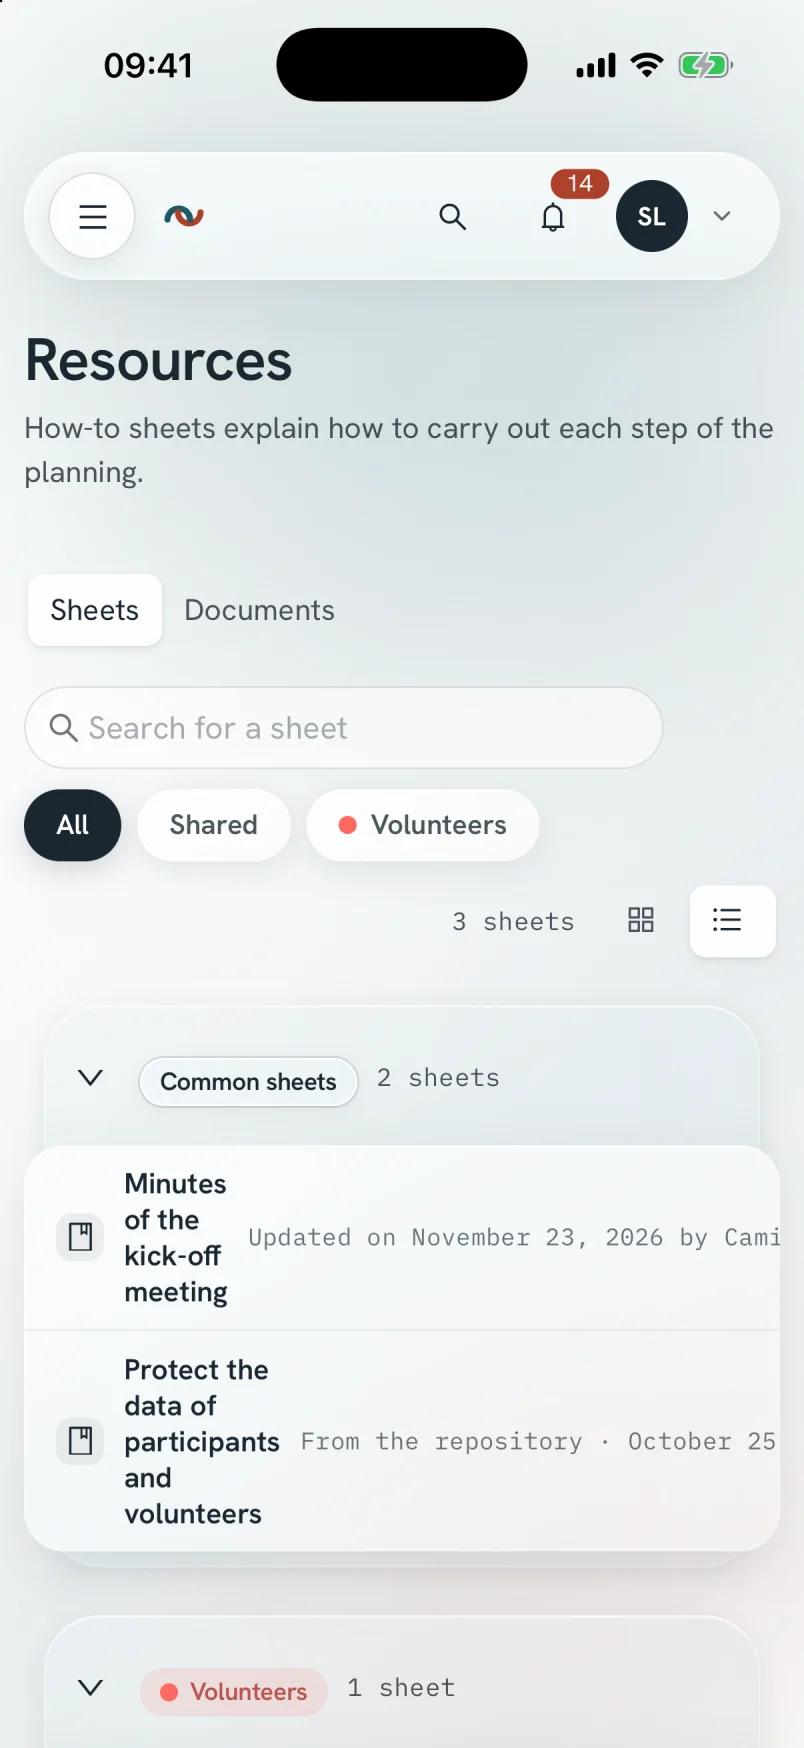 09:41
14
SL
Resources
How-to sheets explain how to carry out each step of the
planning.
Sheets
Documents
Search for a sheet
All
Shared
Volunteers
3 sheets
Common sheets
2 sheets
Minutes
of the
kick-off
meeting
Updated on November 23, 2026 by Cami
Protect the
data of
participants
and
volunteers
From the repository · October 25
Volunteers
1 sheet